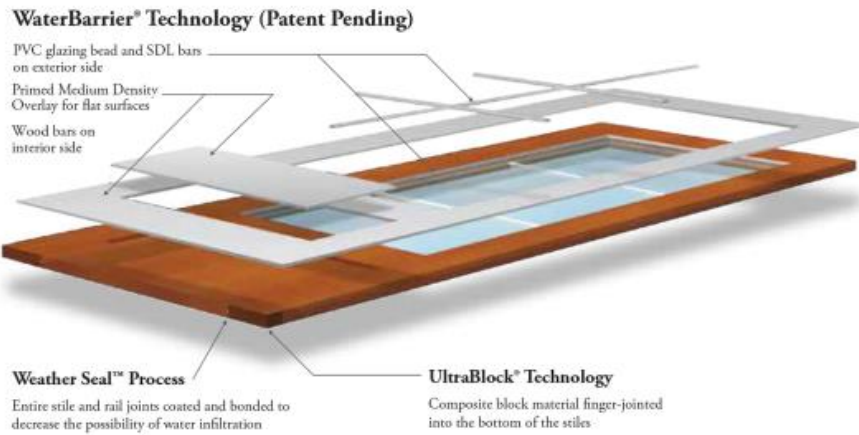 WaterBarrier® Technology (Patent Pending)
PVC glazing bead and SDL bars
on exterior side
Primed Medium Density
Overlay for flat surfaces
Wood bars on
interior side
Weather Seal™ Process
Entire stile and rail joints coated and bonded to
decrease the possibility of water infiltration
UltraBlock® Technology
Composite block material finger-jointed
into the bottom of the stiles